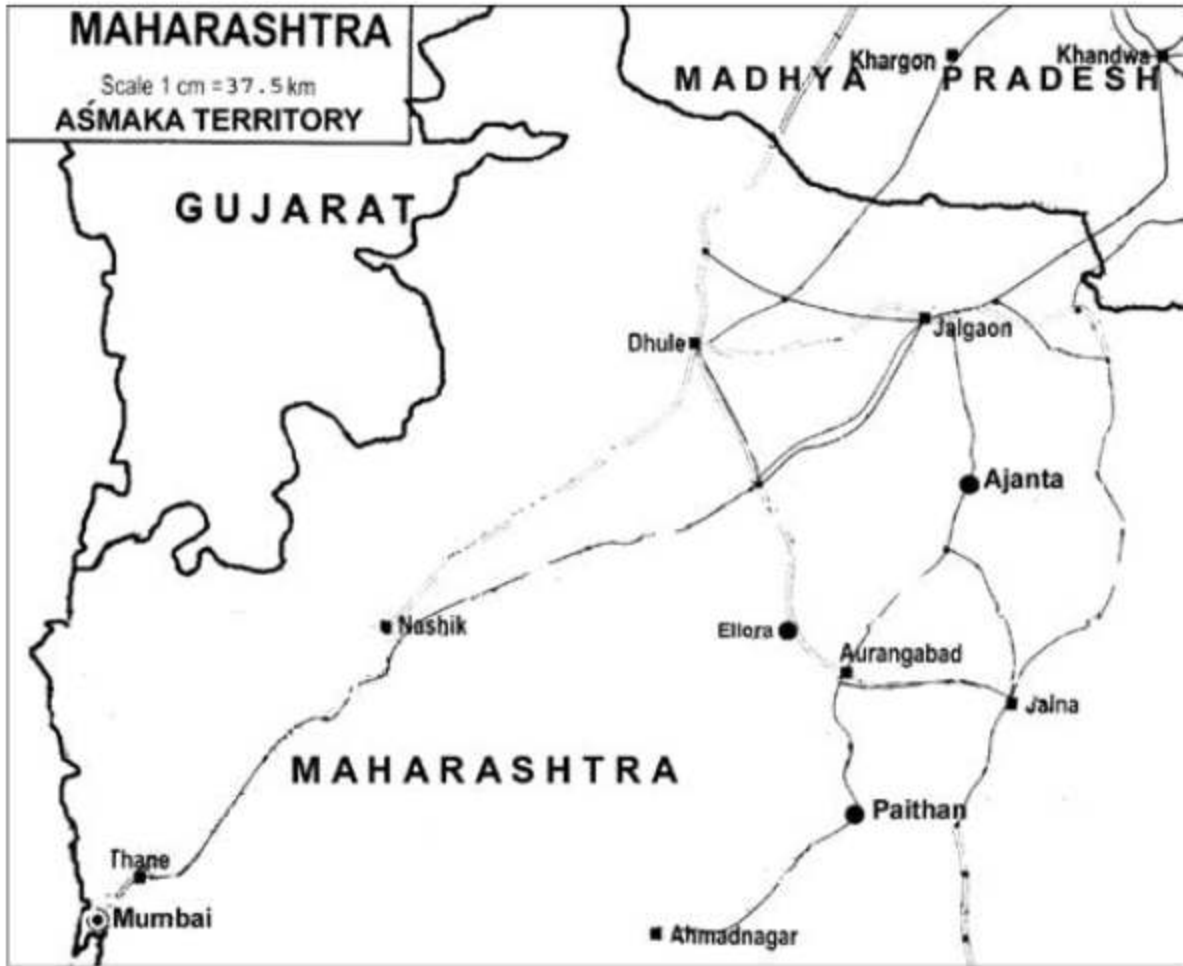 MAHARASHTRA
Scale 1 cm = 37.5 km
AŚMAKA TERRITORY
Khargon
Khandwa
MADHYA PRADESH
GUJARAT
Dhule
Jalgaon
Ajanta
Nashik
Ellora
Aurangabad
Jalna
MAHARASHTRA
Paithan
Thane
Mumbai
Ahmadnagar